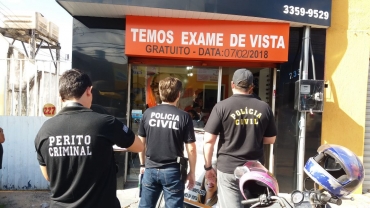 3359-9529
TEMOS EXAME DE VISTA
GRATUITO - DATA: 07/02/2018
PERITO
CRIMINAL
POLÍCIA
CIVIL
POLÍCIA
CIVIL